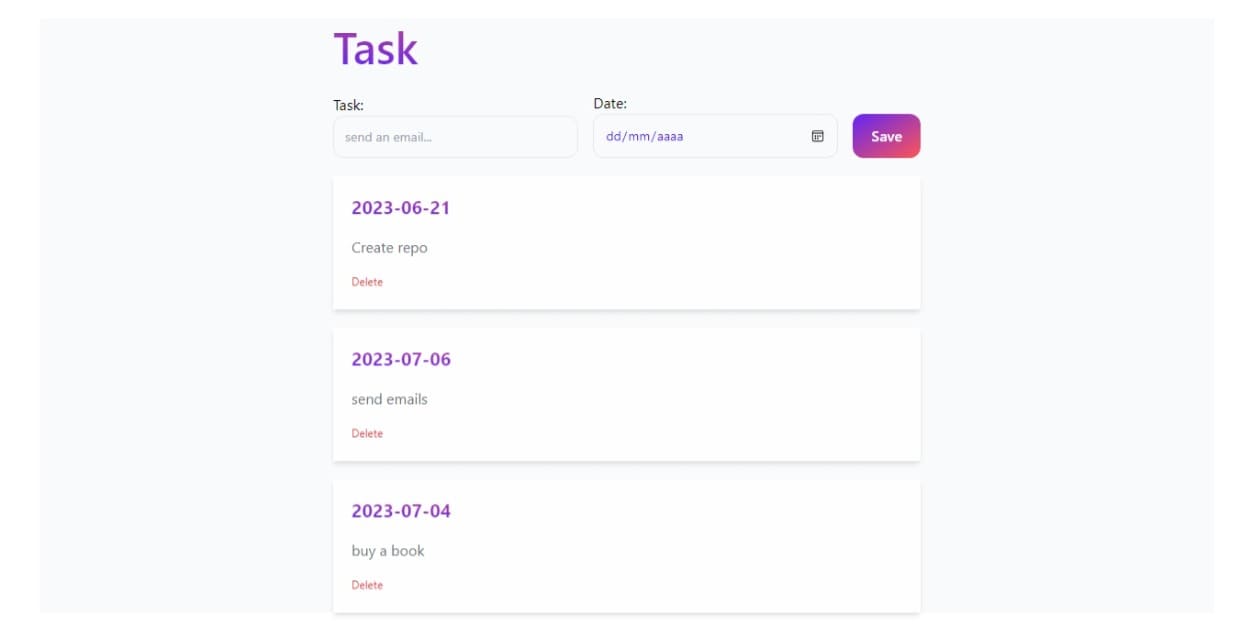 Task
Task:
Date:
send an email...
dd/mm/aaaa
Save
2023-06-21
Create repo
Delete
2023-07-06
send emails
Delete
2023-07-04
buy a book
Delete